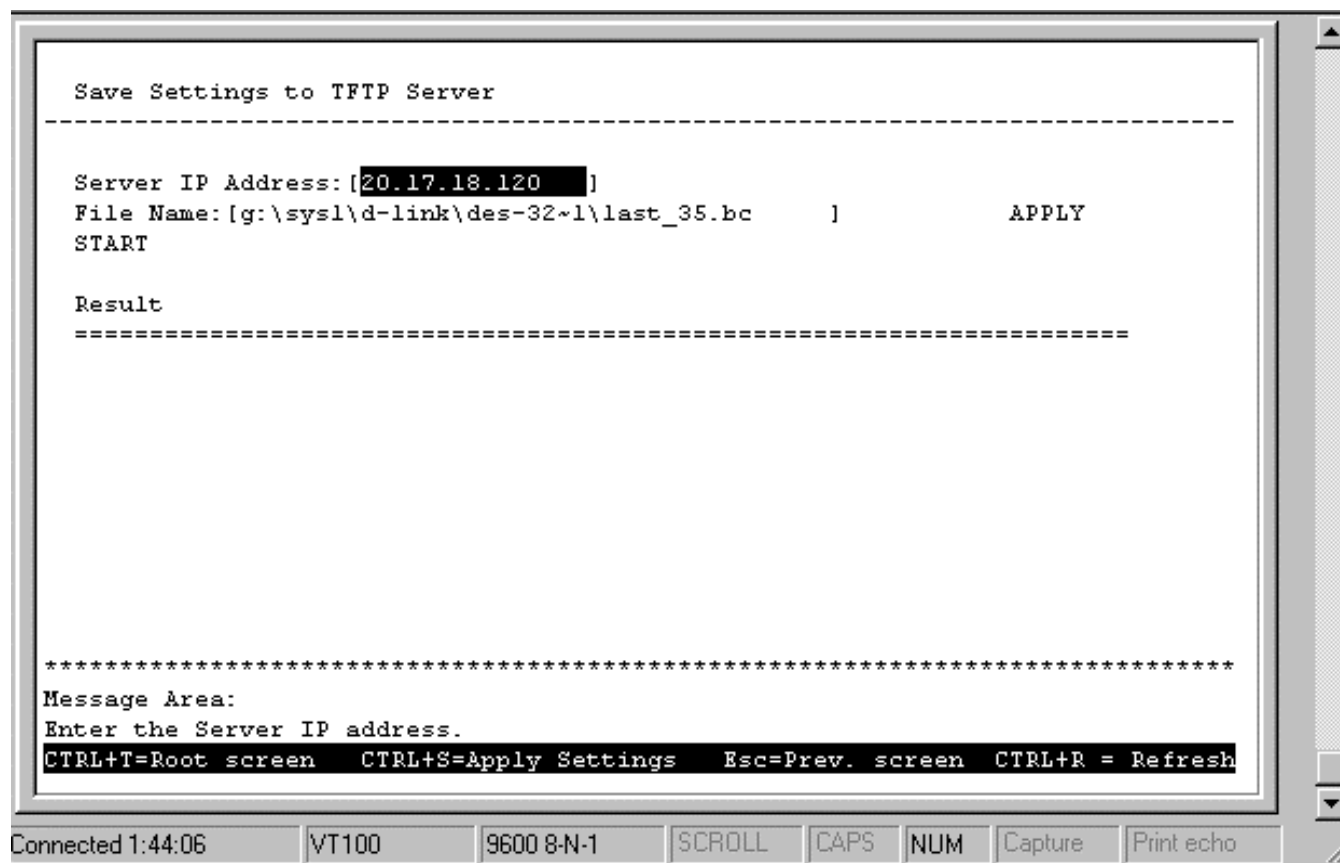 Save Settings to TFTP Server
--------------------------------------------------------------------------------
Server IP Address:[20.17.18.120   ]
File Name:[g:\sysl\d-link\des-32~l\last_35.bc     ]           APPLY
START
Result
======================================================================
*******************************************************************************
Message Area:
Enter the Server IP address.
CTRL+T=Root screen   CTRL+S=Apply Settings   Esc=Prev. screen  CTRL+R = Refresh
Connected 1:44:06 VT100 9600 8-N-1 SCROLL CAPS NUM Capture Print echo